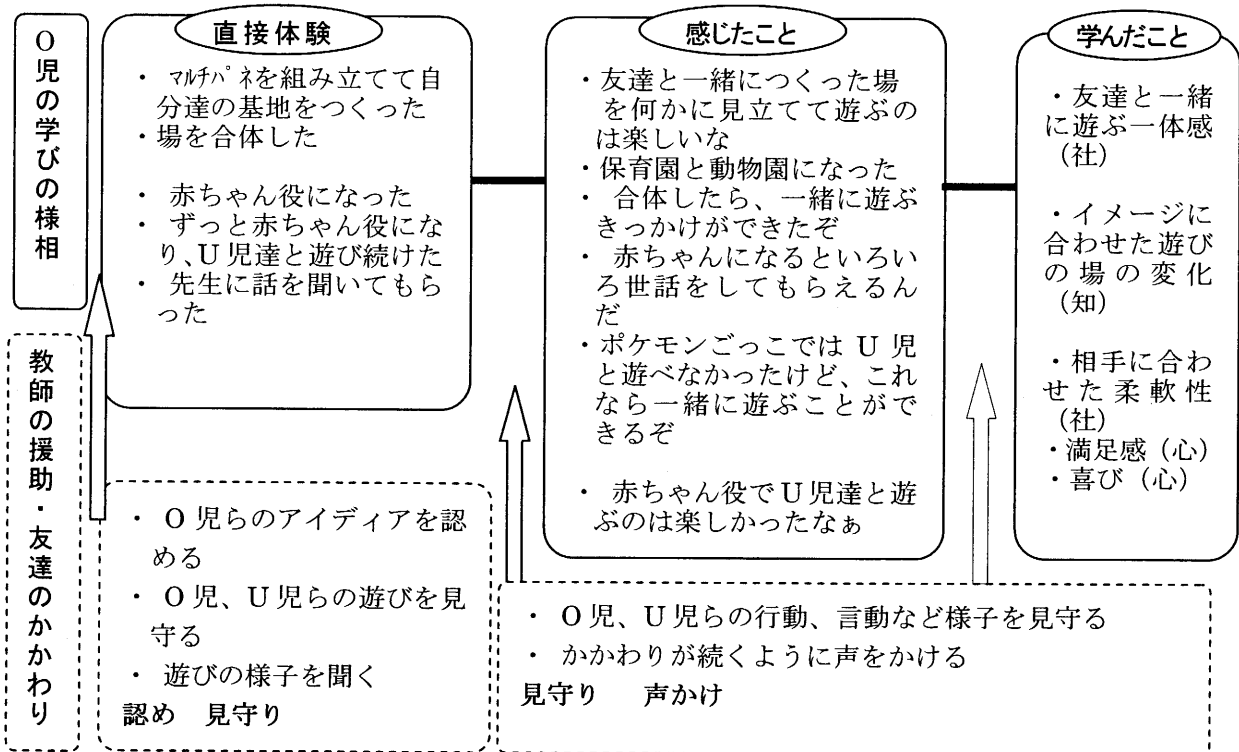 O児の学びの様相
直接体験
・ ﾏﾙﾁﾊﾟﾈを組み立てて自
分達の基地をつくった
・場を合体した
・ 赤ちゃん役になった
・ ずっと赤ちゃん役にな
り、U児達と遊び続けた
・ 先生に話を聞いてもら
った
感じたこと
・友達と一緒につくった場
を何かに見立てて遊ぶの
は楽しいな
・保育園と動物園になった
・ 合体したら、一緒に遊ぶ
きっかけができたぞ
・ 赤ちゃんになるといろい
ろ世話をしてもらえるん
だ
・ポケモンごっこでは U 児
と遊べなかったけど、これ
なら一緒に遊ぶことがで
きるぞ
・ 赤ちゃん役でU児達と遊
ぶのは楽しかったなぁ
学んだこと
・友達と一緒
に遊ぶ一体感
（社）
・イメージに
合わせた遊び
の場の変化
（知）
・相手に合わ
せた柔軟性
（社）
・満足感（心）
・喜び（心）
教師の援助・友達のかかわり
・ O 児らのアイディアを認
める
・ O 児、U 児らの遊びを見
守る
・ 遊びの様子を聞く
認め 見守り
・ O 児、U 児らの行動、言動など様子を見守る
・ かかわりが続くように声をかける
見守り 声かけ